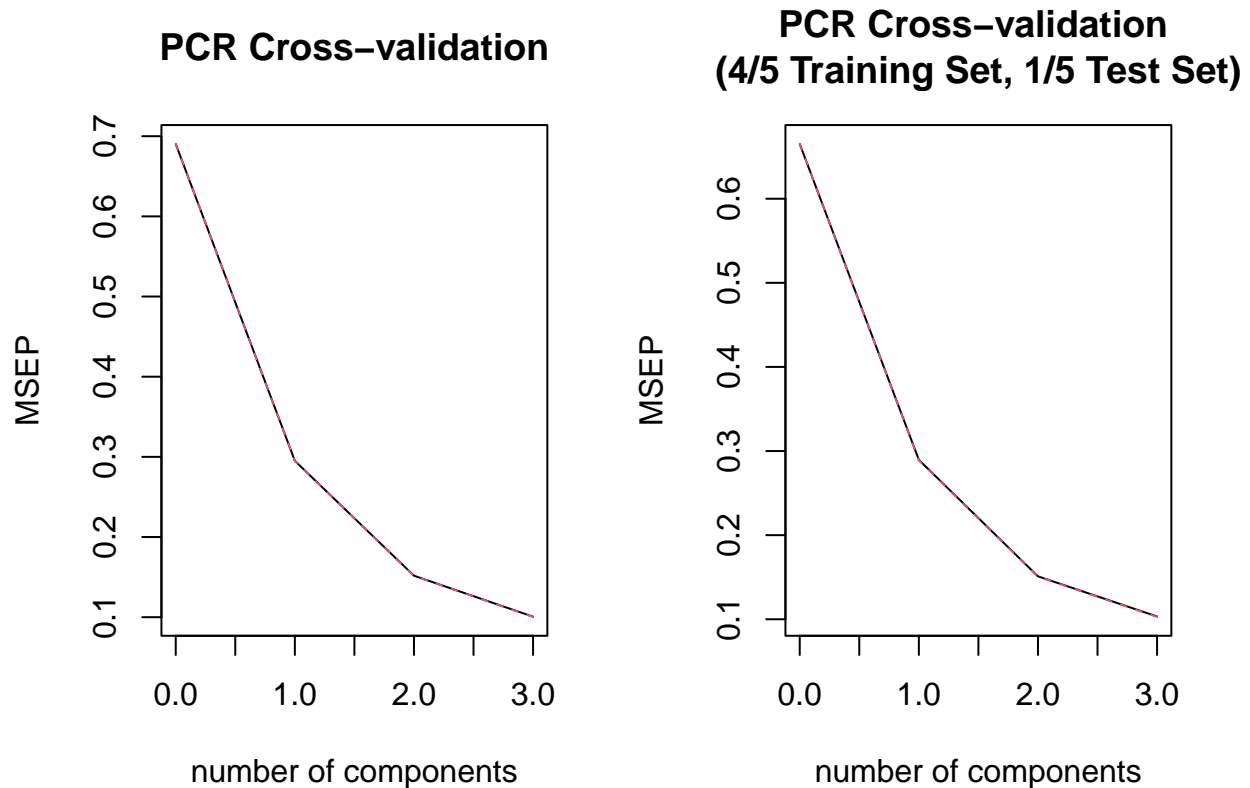 PCR Cross−validation
MSEP
0.7
0.6
0.5
0.4
0.3
0.2
0.1
0.0 1.0 2.0 3.0
number of components
PCR Cross−validation
(4/5 Training Set, 1/5 Test Set)
MSEP
0.6
0.5
0.4
0.3
0.2
0.1
0.0 1.0 2.0 3.0
number of components